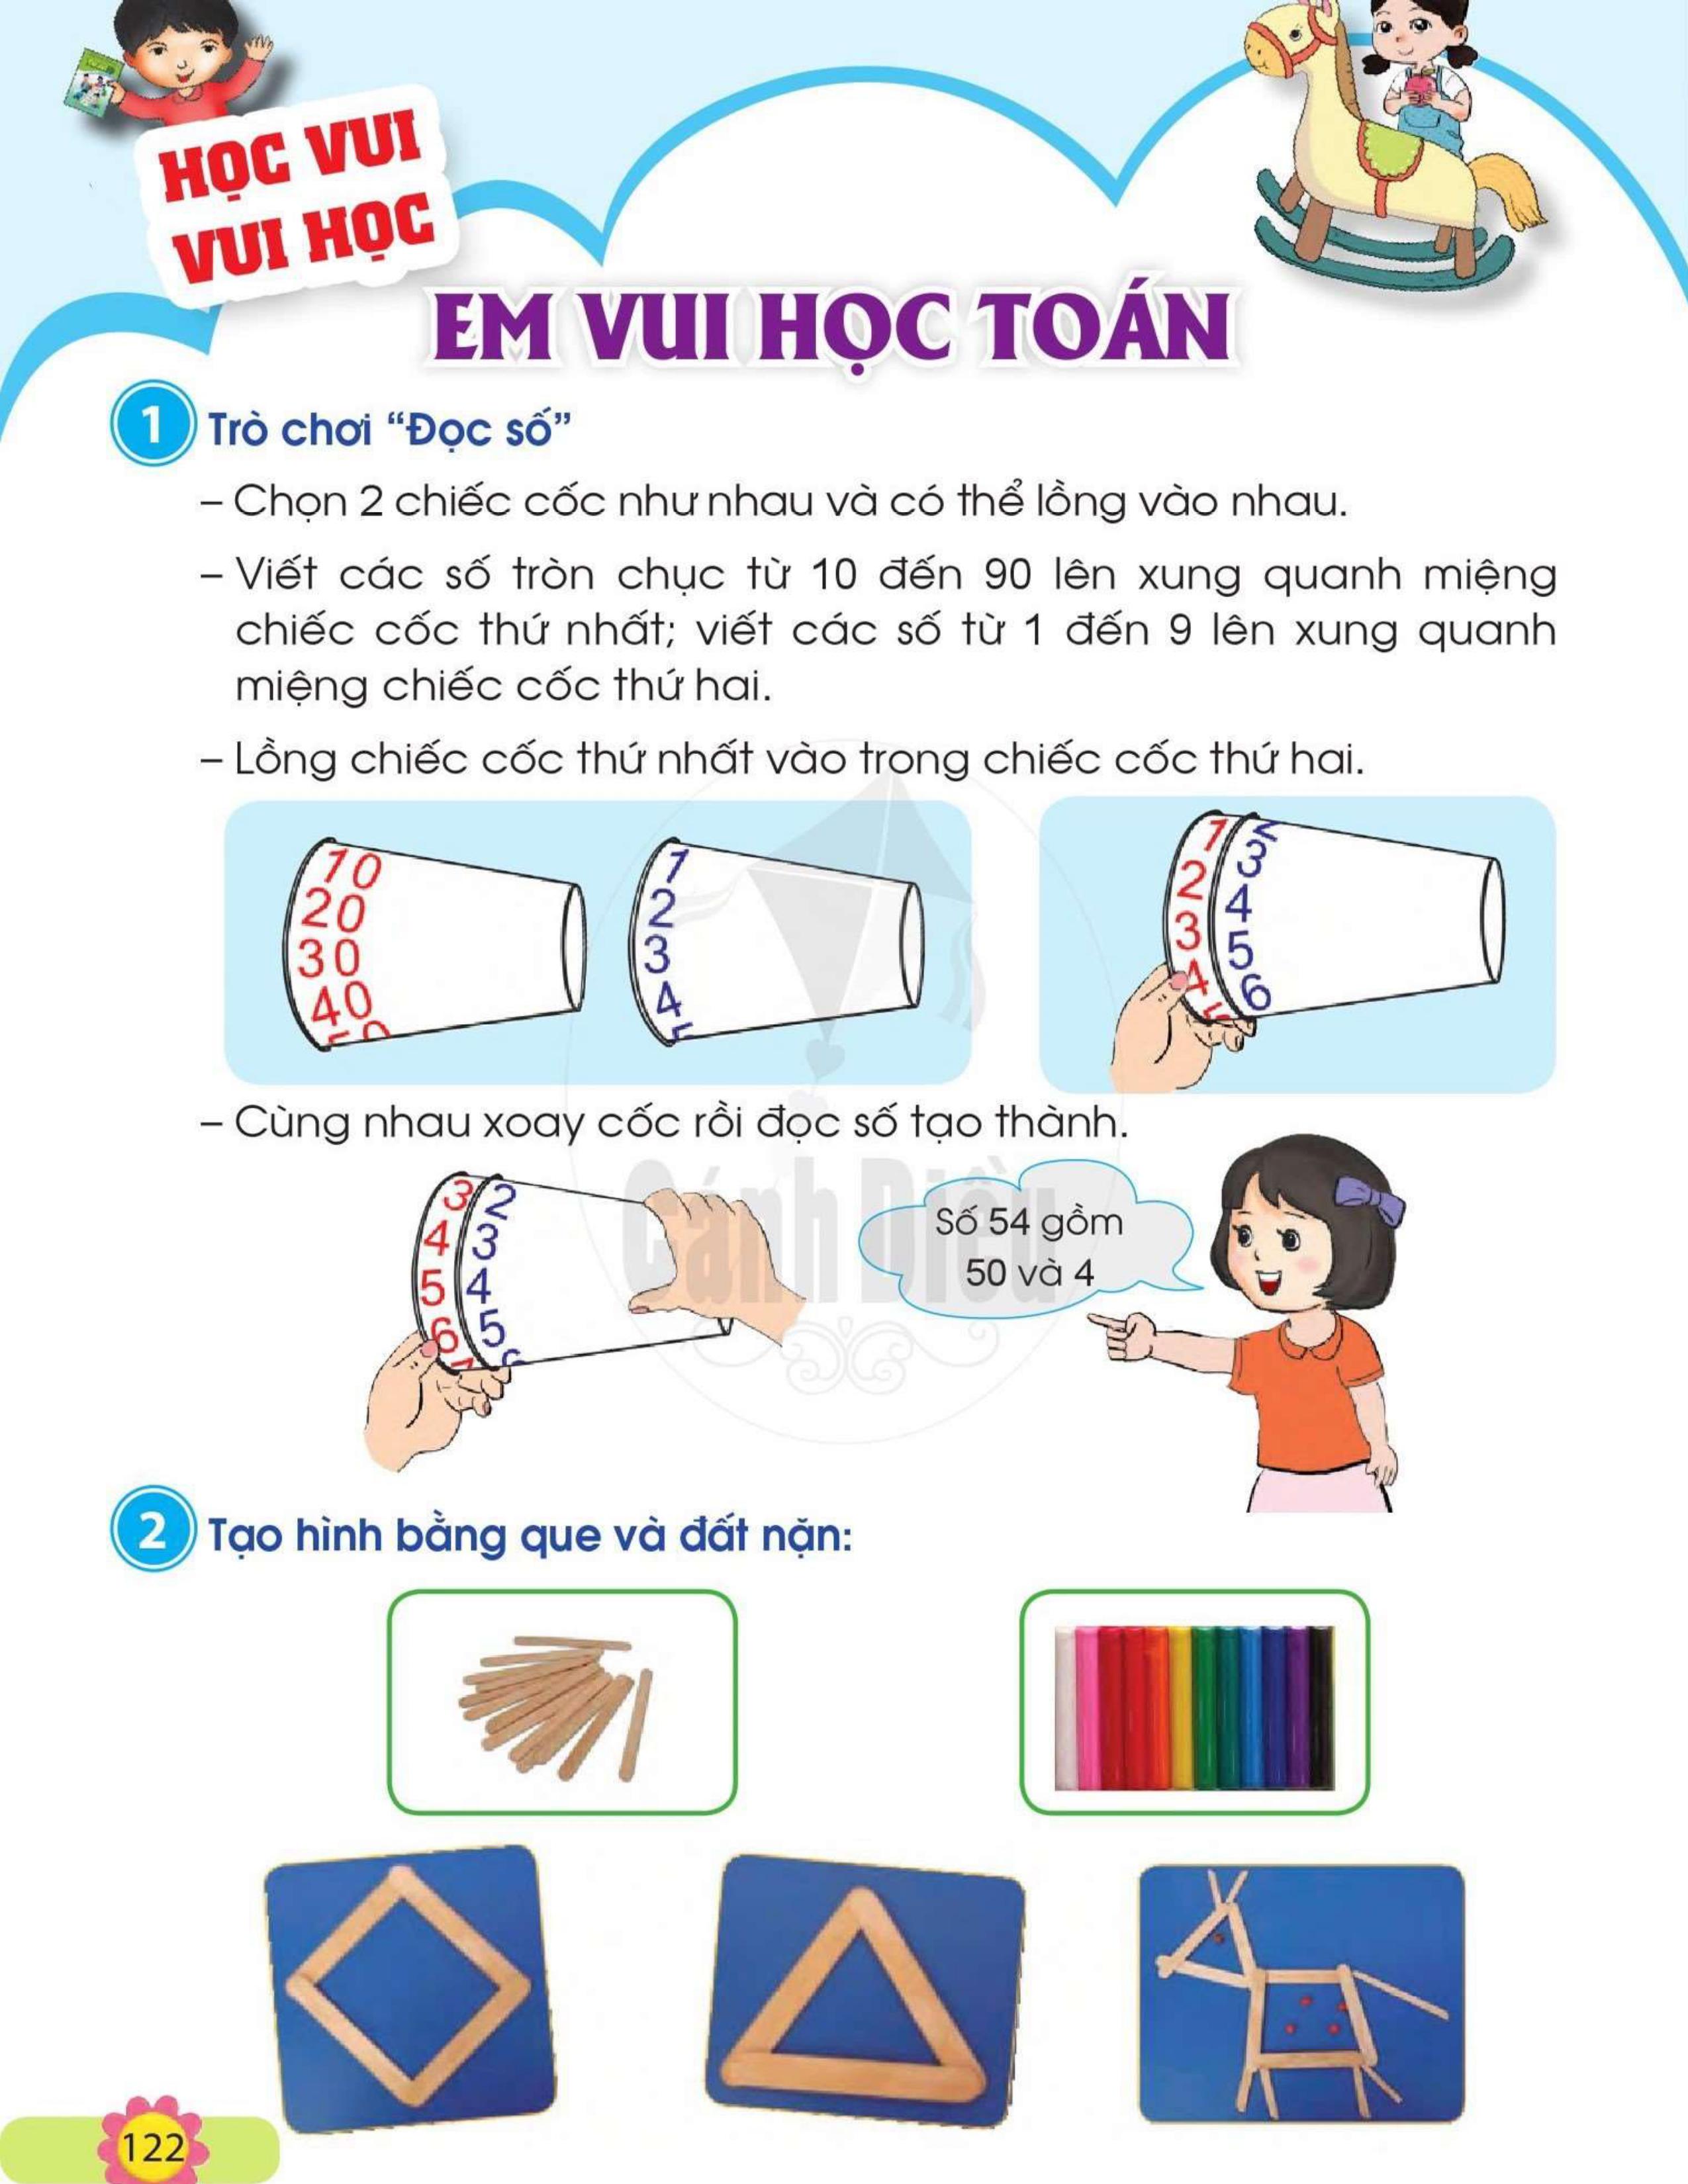 HỌC VUI
VUI HỌC
EM VUI HỌC TOÁN
1 Trò chơi “Đọc số”
– Chọn 2 chiếc cốc như nhau và có thể lồng vào nhau.
– Viết các số tròn chục từ 10 đến 90 lên xung quanh miệng
chiếc cốc thứ nhất; viết các số từ 1 đến 9 lên xung quanh
miệng chiếc cốc thứ hai.
– Lồng chiếc cốc thứ nhất vào trong chiếc cốc thứ hai.
10
20
30
40
50
1
2
3
4
5
1 2
2 3
3 4
4 5
5 6
– Cùng nhau xoay cốc rồi đọc số tạo thành.
3 2
4 3
5 4
6 5
7 6
Số 54 gồm
50 và 4
Cánh Diều
2 Tạo hình bằng que và đất nặn:
122